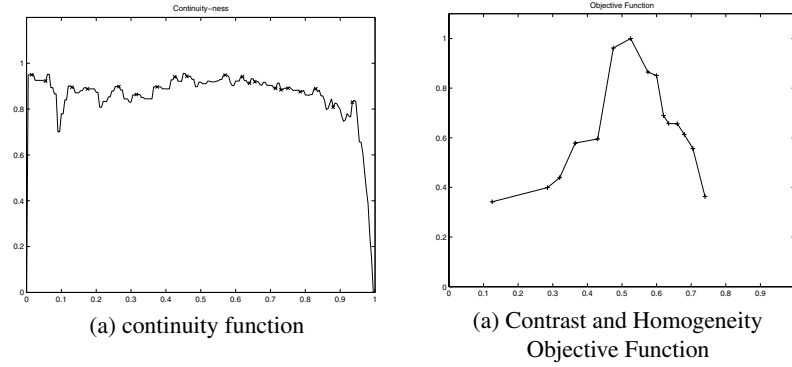 Continuity-ness
1
0.8
0.6
0.4
0.2
0
0 0.1 0.2 0.3 0.4 0.5 0.6 0.7 0.8 0.9 1
(a) continuity function
Objective Function
1
0.8
0.6
0.4
0.2
0
0 0.1 0.2 0.3 0.4 0.5 0.6 0.7 0.8 0.9
(a) Contrast and Homogeneity
Objective Function